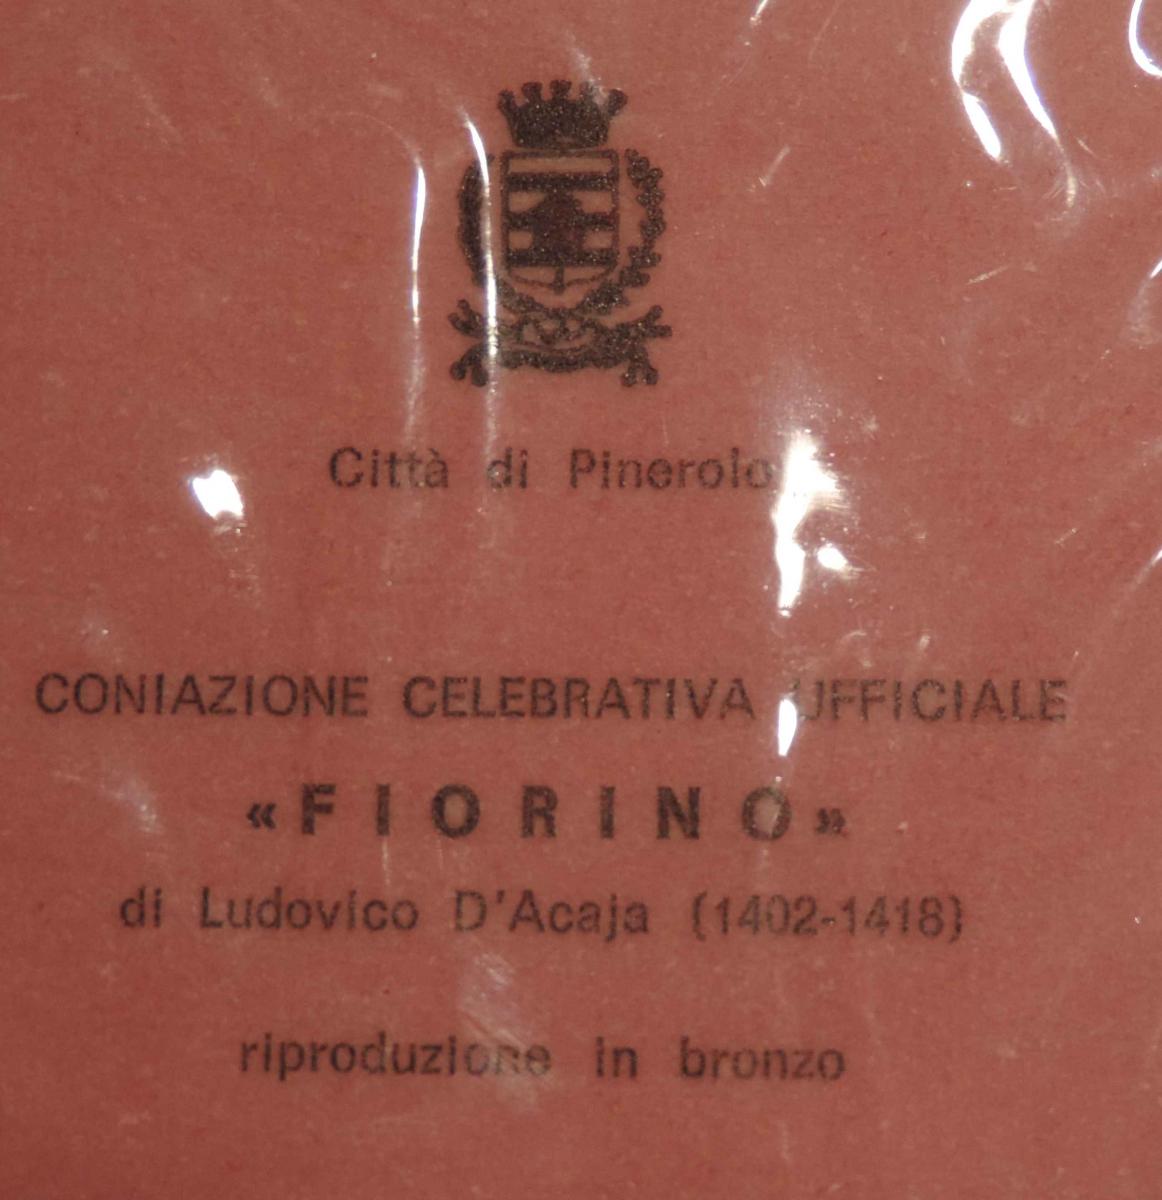 Città di Pinerolo
CONIAZIONE CELEBRATIVA UFFICIALE
«FIORINO»
di Ludovico D'Acaja (1402-1418)
riproduzione in bronzo